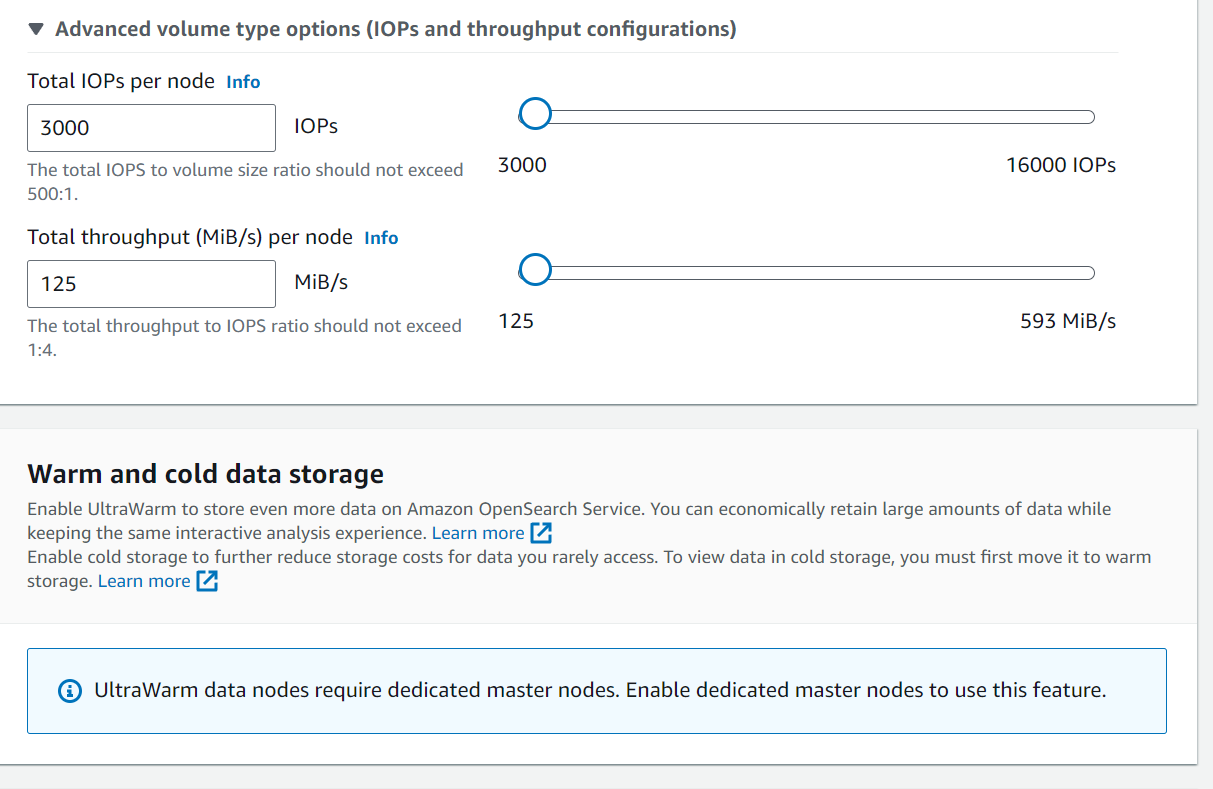 Advanced volume type options (IOPs and throughput configurations)
Total IOPs per node Info
3000 IOPs
The total IOPS to volume size ratio should not exceed
500:1.
3000 16000 IOPs
Total throughput (MiB/s) per node Info
125 MiB/s
The total throughput to IOPS ratio should not exceed
1:4.
125 593 MiB/s
Warm and cold data storage
Enable UltraWarm to store even more data on Amazon OpenSearch Service. You can economically retain large amounts of data while
keeping the same interactive analysis experience. Learn more
Enable cold storage to further reduce storage costs for data you rarely access. To view data in cold storage, you must first move it to warm
storage. Learn more
UltraWarm data nodes require dedicated master nodes. Enable dedicated master nodes to use this feature.